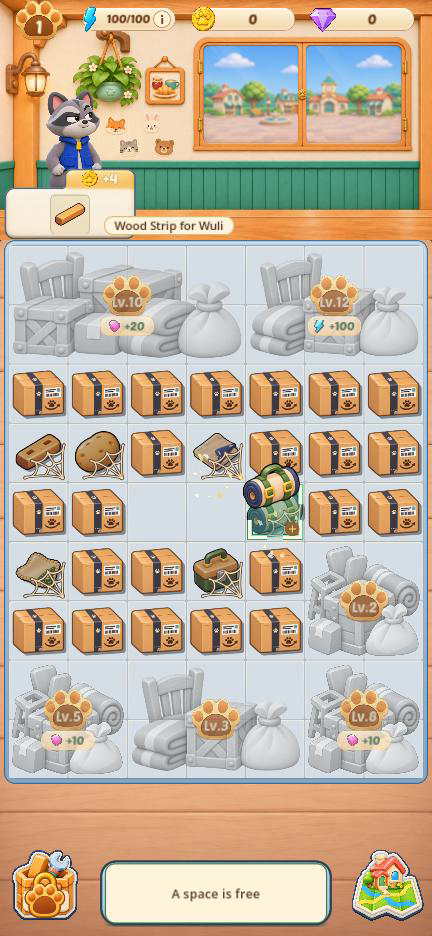 1
100/100
i
0
0
+4
Wood Strip for Wuli
Lv.10
+20
Lv.12
+100
Lv.2
Lv.5
+10
Lv.3
Lv.8
+10
A space is free